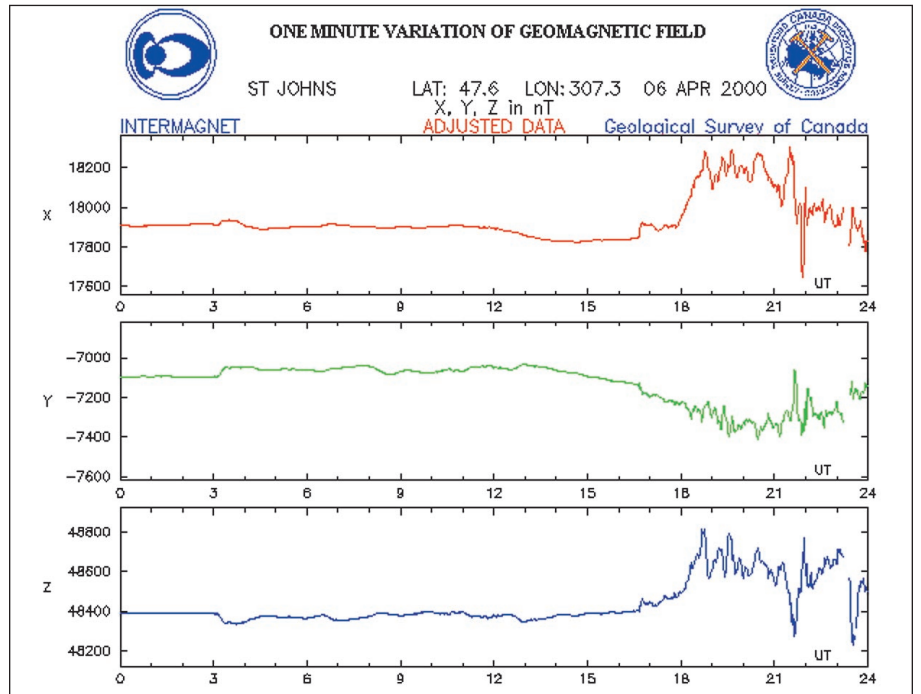 ONE MINUTE VARIATION OF GEOMAGNETIC FIELD
ST JOHNS LAT: 47.6 LON: 307.3 06 APR 2000
X, Y, Z in nT
INTERMAGNET ADJUSTED DATA Geological Survey of Canada
18200
18000
X
17800
17600
UT
0 3 6 9 12 15 18 21 24
-7000
-7200
Y
-7400
-7600
UT
0 3 6 9 12 15 18 21 24
48800
48600
Z
48400
48200
UT
0 3 6 9 12 15 18 21 24